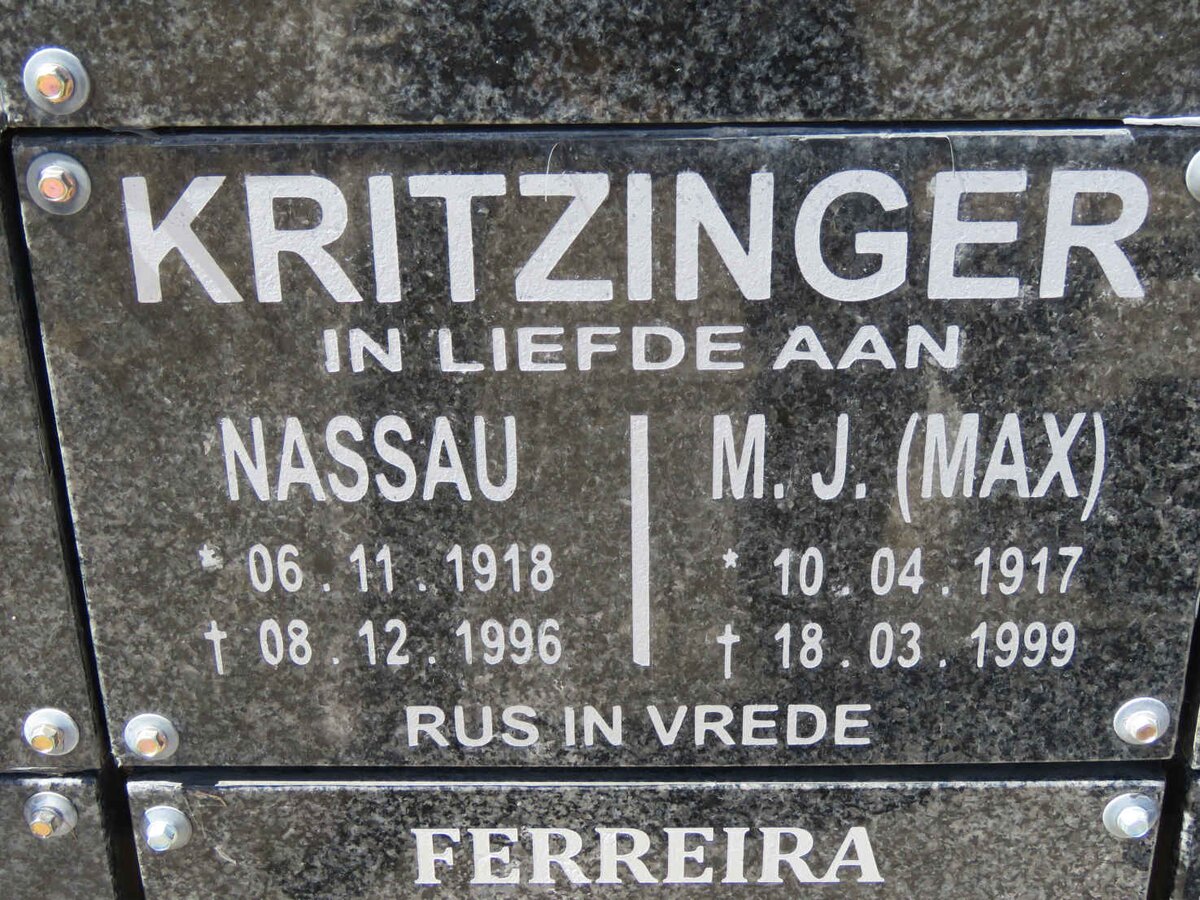 KRITZINGER
IN LIEFDE AAN
NASSAU
* 06 . 11 . 1918
† 08 . 12 . 1996
M. J. (MAX)
* 10 . 04 . 1917
† 18 . 03 . 1999
RUS IN VREDE
FERREIRA